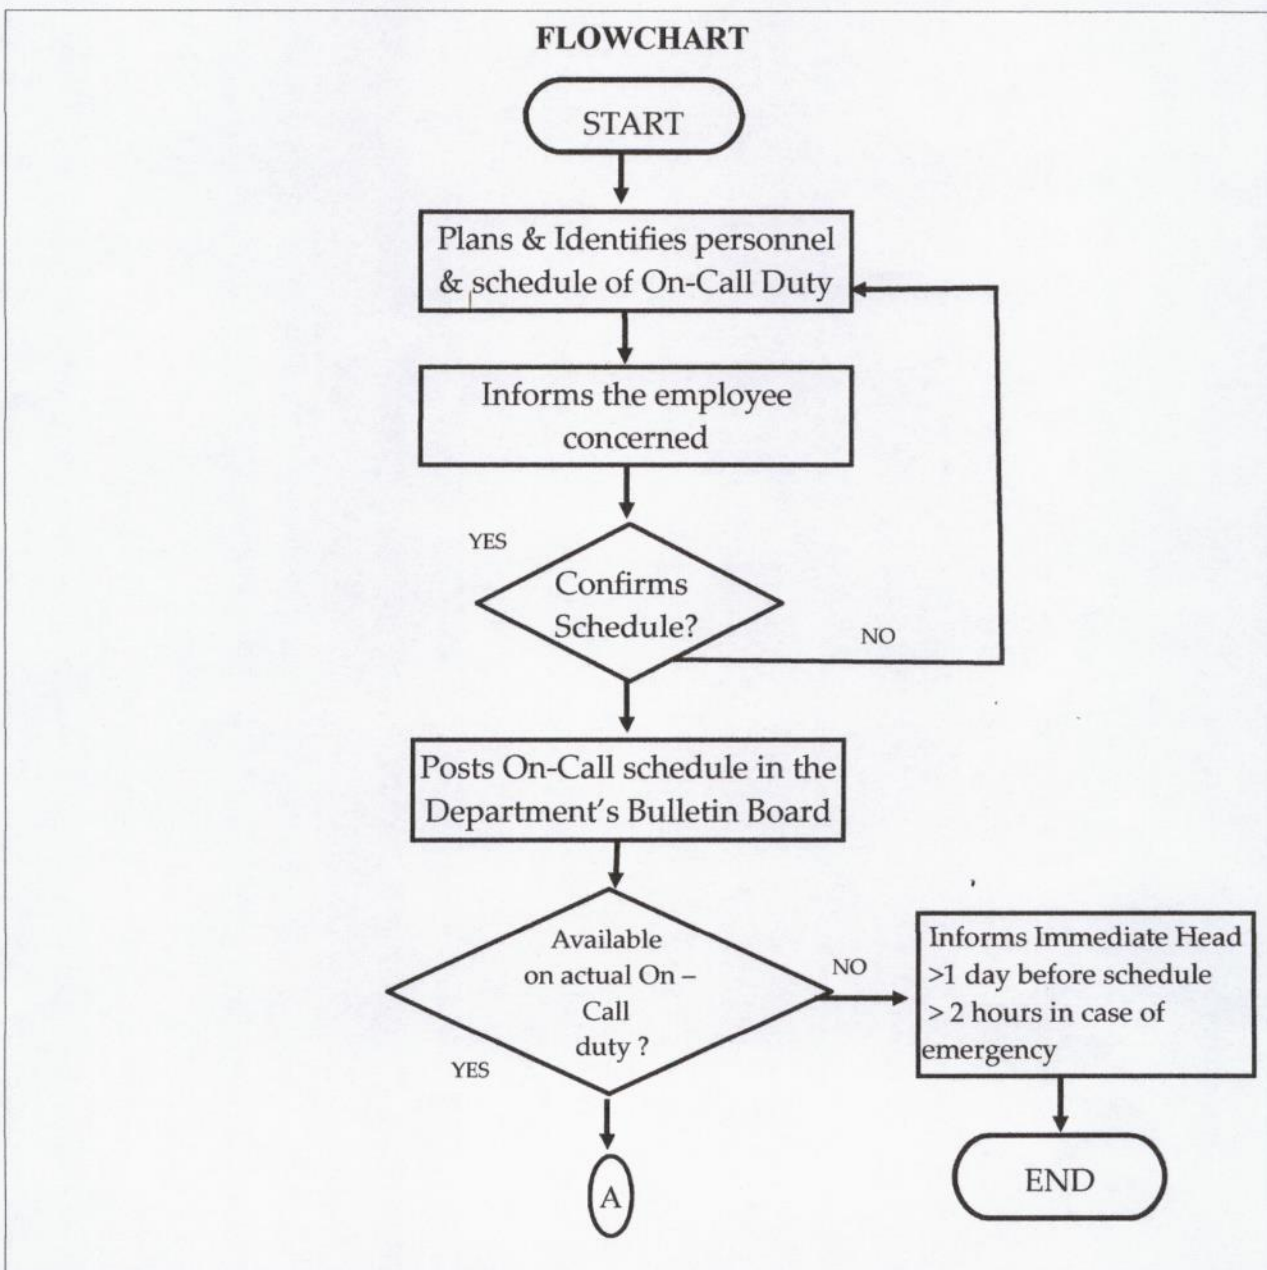 FLOWCHART
START
Plans & Identifies personnel
& schedule of On-Call Duty
Informs the employee
concerned
YES
Confirms
Schedule?
NO
Posts On-Call schedule in the
Department's Bulletin Board
Available
on actual On –
Call
duty ?
NO
YES
Informs Immediate Head
>1 day before schedule
> 2 hours in case of
emergency
A
END